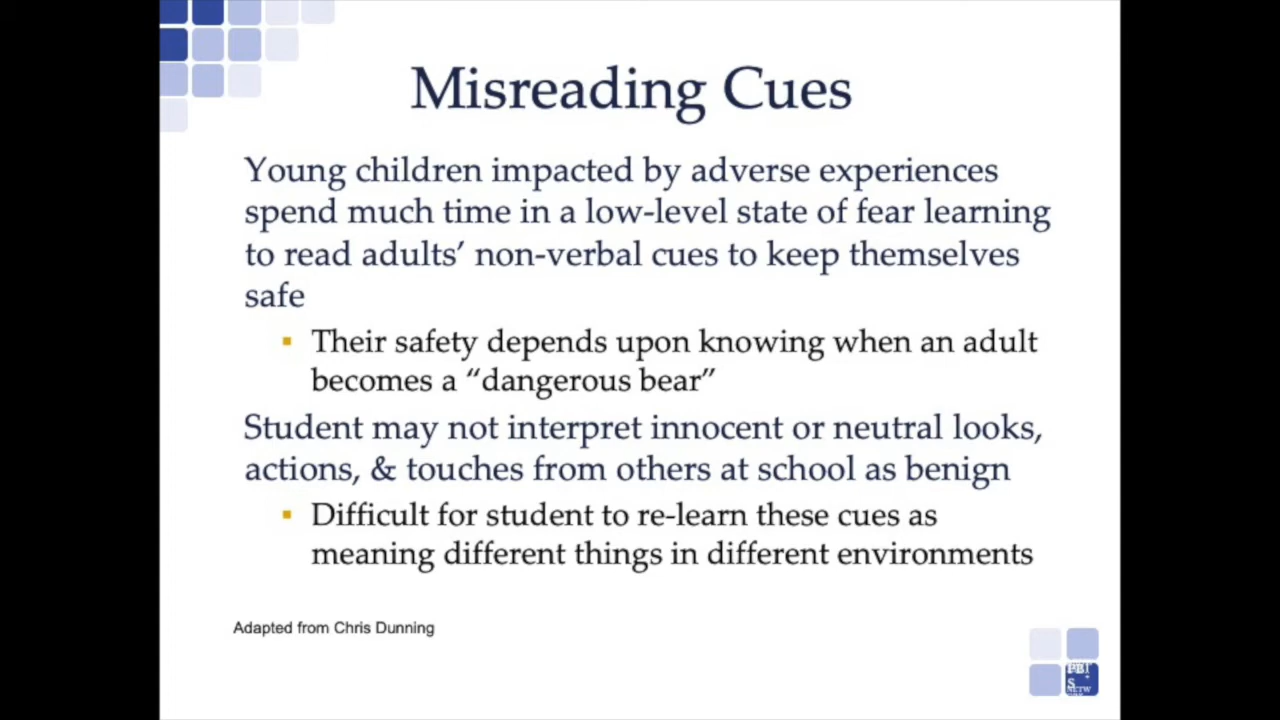 Misreading Cues
Young children impacted by adverse experiences
spend much time in a low-level state of fear learning
to read adults’ non-verbal cues to keep themselves
safe
Their safety depends upon knowing when an adult
becomes a “dangerous bear”
Student may not interpret innocent or neutral looks,
actions, & touches from others at school as benign
Difficult for student to re-learn these cues as
meaning different things in different environments
Adapted from Chris Dunning
PBI
S
NETW